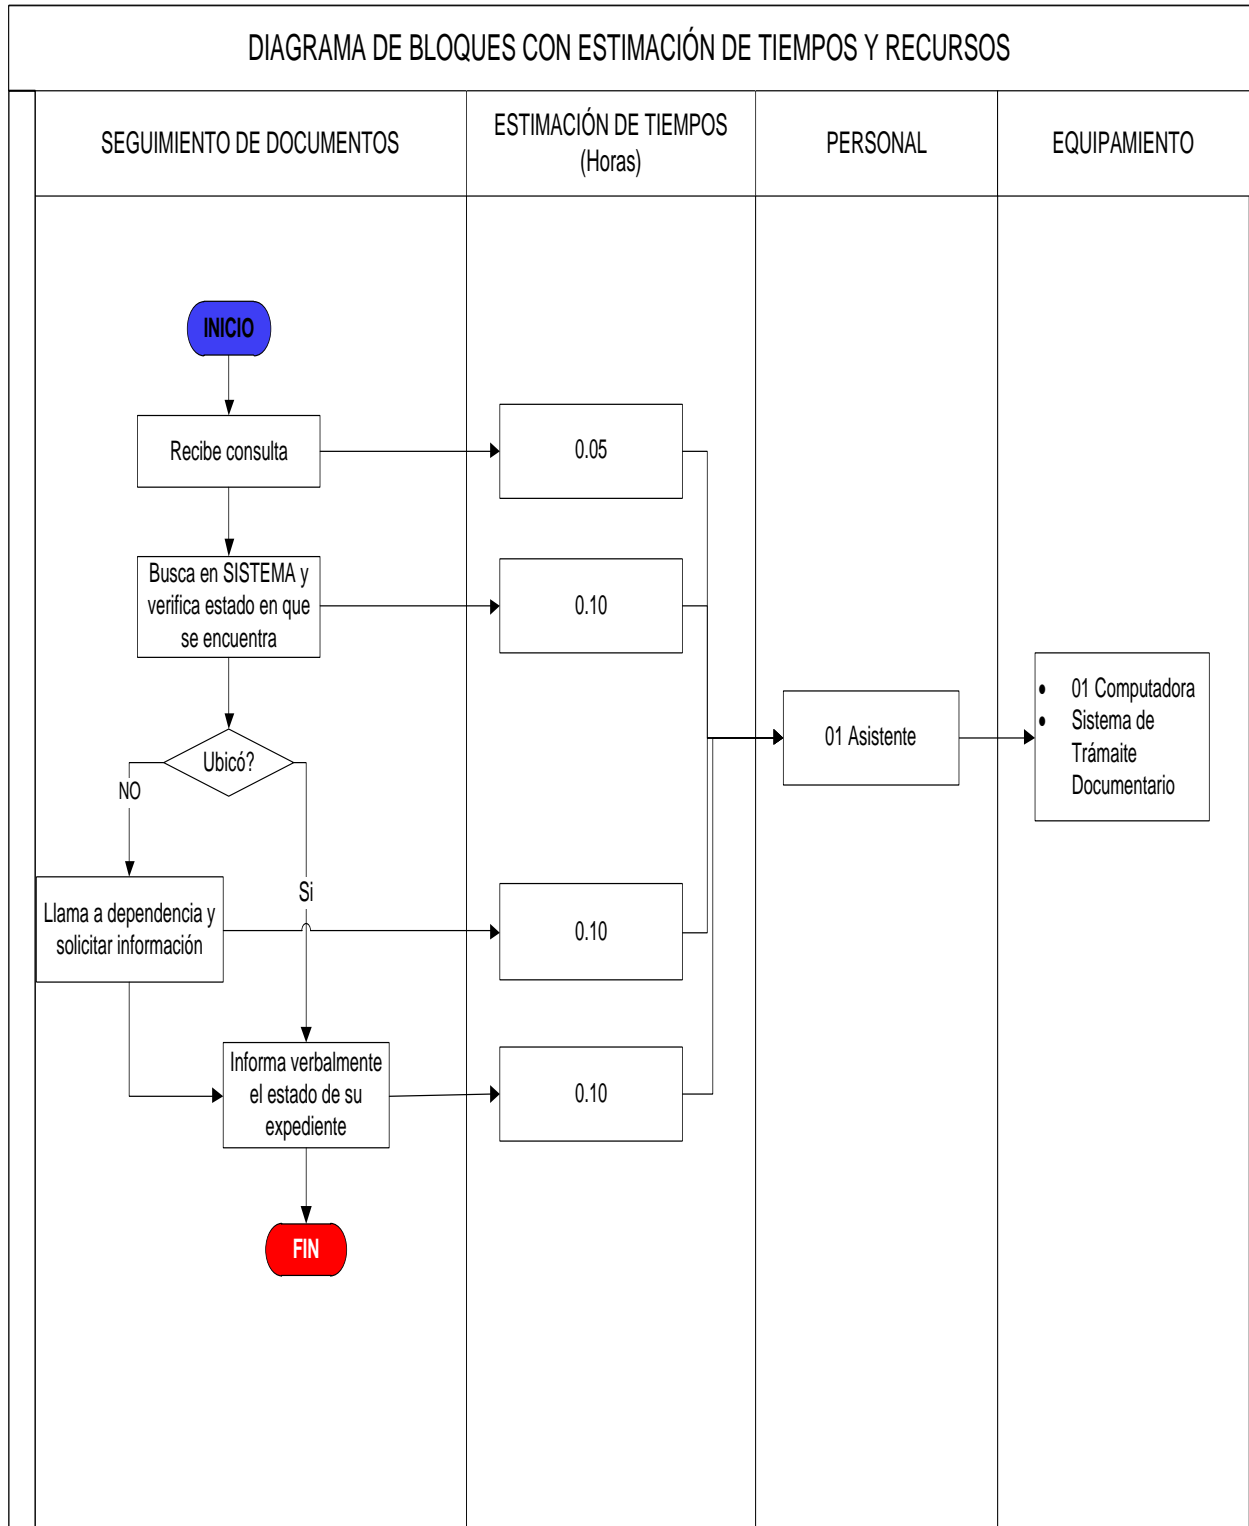 DIAGRAMA DE BLOQUES CON ESTIMACIÓN DE TIEMPOS Y RECURSOS
SEGUIMIENTO DE DOCUMENTOS
ESTIMACIÓN DE TIEMPOS
(Horas)
PERSONAL
EQUIPAMIENTO
INICIO
Recibe consulta
0.05
Busca en SISTEMA y
verifica estado en que
se encuentra
0.10
Ubicó?
NO
Si
01 Asistente
• 01 Computadora
• Sistema de
Trámaite
Documentario
Llama a dependencia y
solicitar información
0.10
Informa verbalmente
el estado de su
expediente
0.10
FIN